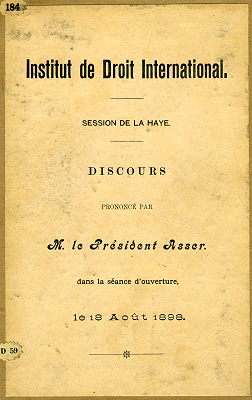 184
Institut de Droit International.
SESSION DE LA HAYE.
DISCOURS
PRONONCÉ PAR
M. le Président Asser.
dans la séance d'ouverture,
le 18 Août 1898.
D 59